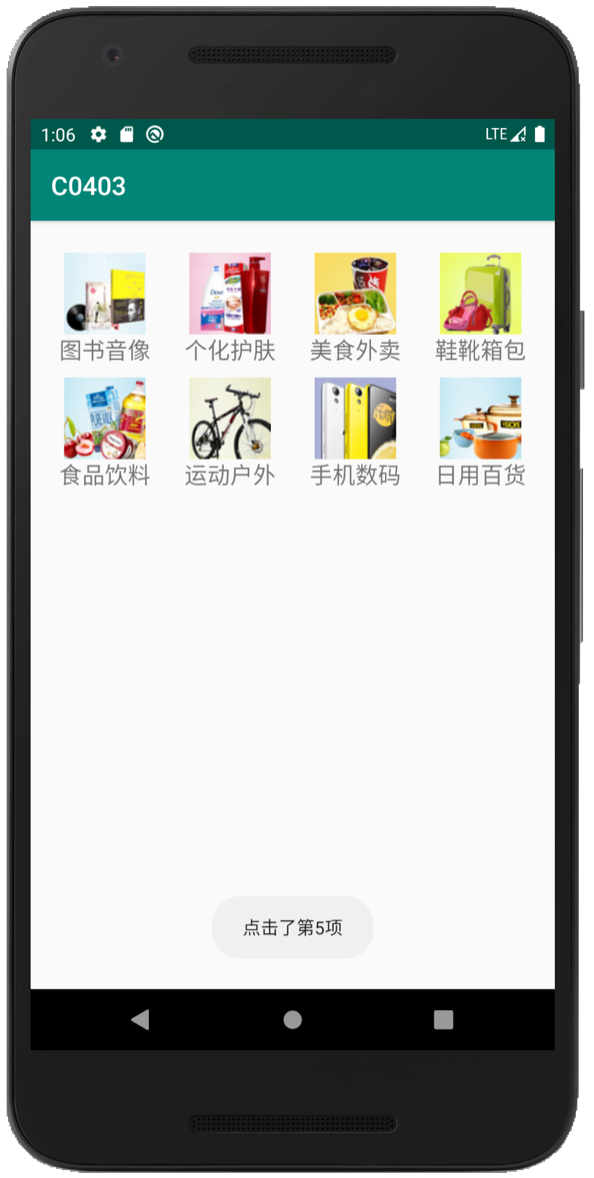 1:06 LTE
C0403
图书音像 个化护肤 美食外卖 鞋靴箱包
食品饮料 运动户外 手机数码 日用百货
点击了第5项